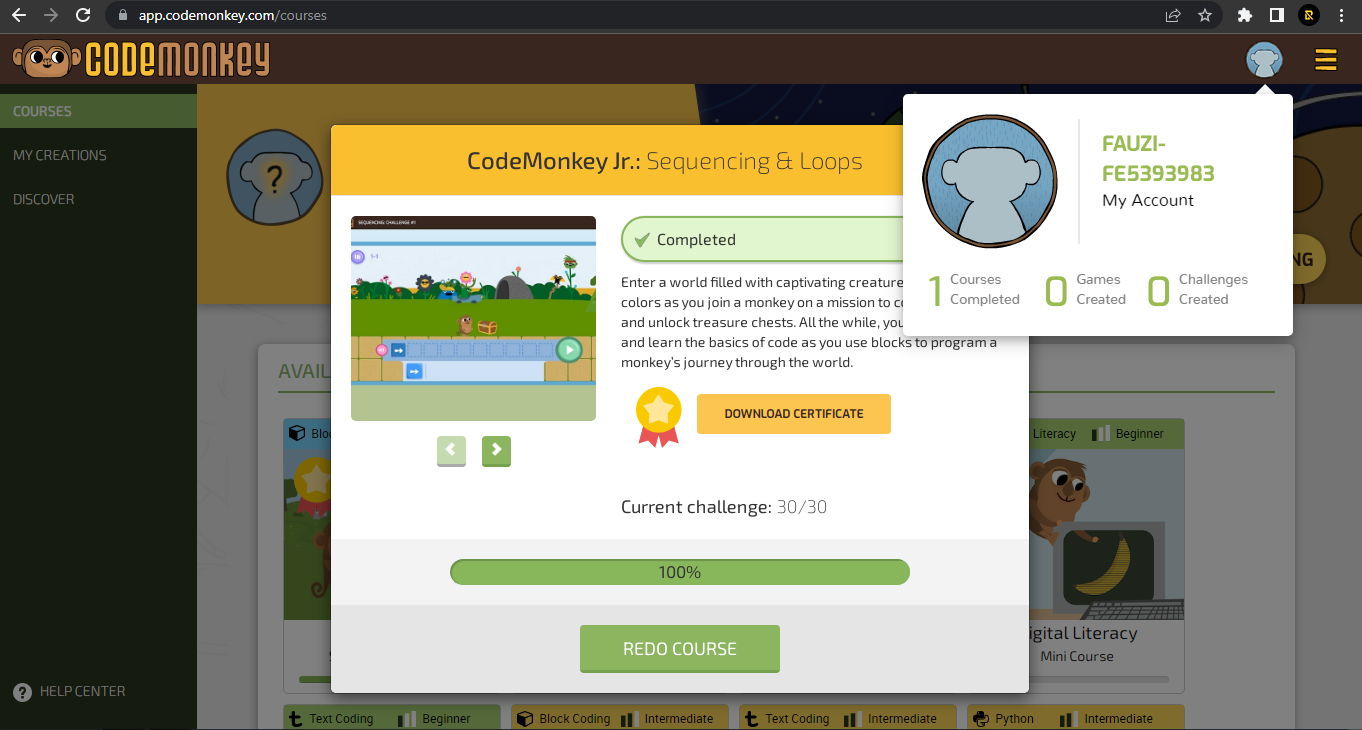 app.codemonkey.com/courses
CODEMONKEY
COURSES
MY CREATIONS
DISCOVER
HELP CENTER
?
FAUZI-
FE5393983
My Account
1 Courses Completed
0 Games Created
0 Challenges Created
NG
CodeMonkey Jr.: Sequencing & Loops
SEQUENCING: CHALLENGE #1
1-1
Completed
Enter a world filled with captivating creature
colors as you join a monkey on a mission to co
and unlock treasure chests. All the while, you
and learn the basics of code as you use blocks to program a
monkey's journey through the world.
DOWNLOAD CERTIFICATE
Current challenge: 30/30
100%
REDO COURSE
AVAIL
Bloc
Literacy Beginner
igital Literacy
Mini Course
Text Coding Beginner
Block Coding Intermediate
Text Coding Intermediate
Python Intermediate